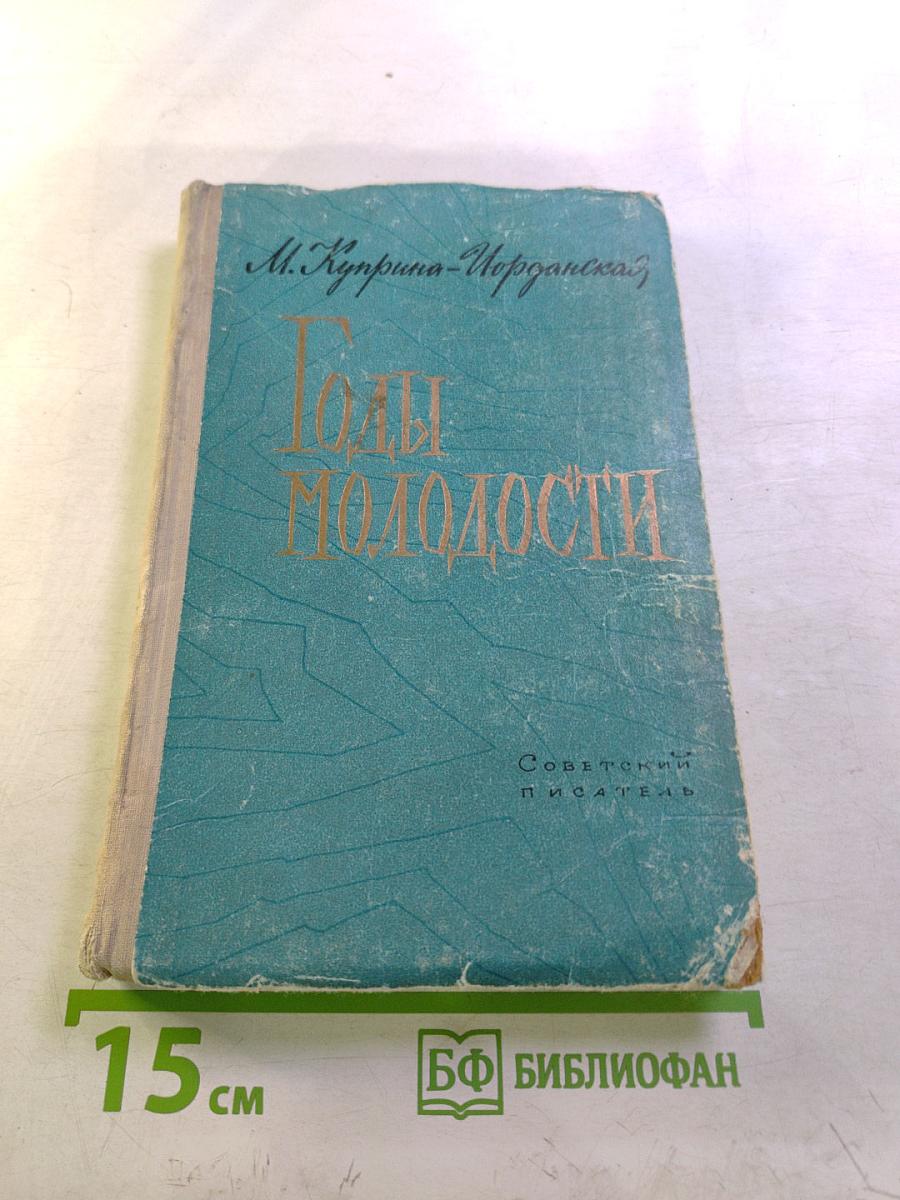 М. Куприна-Иорданская
Годы
молодости
Советский
писатель
15 см
БФ БИБЛИОФАН